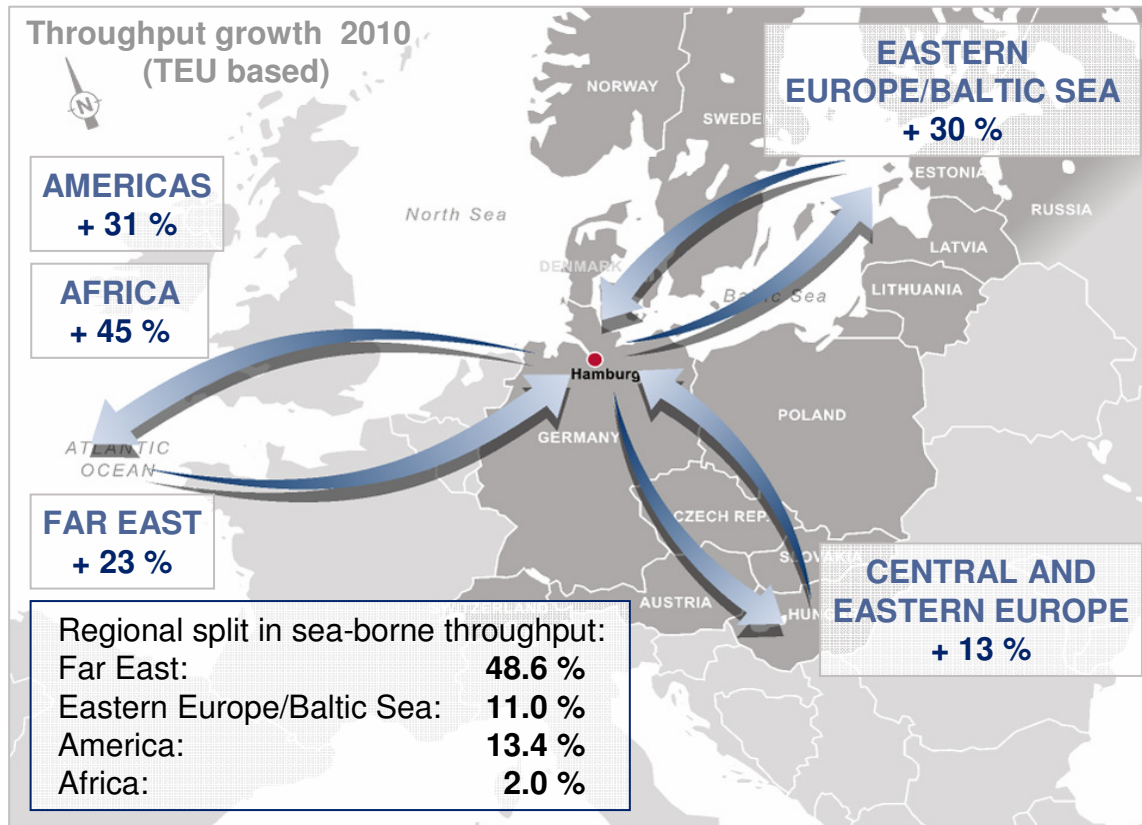 Throughput growth 2010
(TEU based)
N
EASTERN
EUROPE/BALTIC SEA
+ 30 %
NORWAY
SWEDEN
AMERICAS
+ 31 %
North Sea
ESTONIA
RUSSIA
LATVIA
DENMARK
AFRICA
+ 45 %
Baltic Sea
LITHUANIA
Hamburg
POLAND
GERMANY
ATLANTIC
OCEAN
FAR EAST
+ 23 %
CZECH REP.
SLOVAKIA
CENTRAL AND
EASTERN EUROPE
+ 13 %
SWITZERLAND
AUSTRIA
HUNG
Regional split in sea-borne throughput:
Far East: 48.6 %
Eastern Europe/Baltic Sea: 11.0 %
America: 13.4 %
Africa: 2.0 %